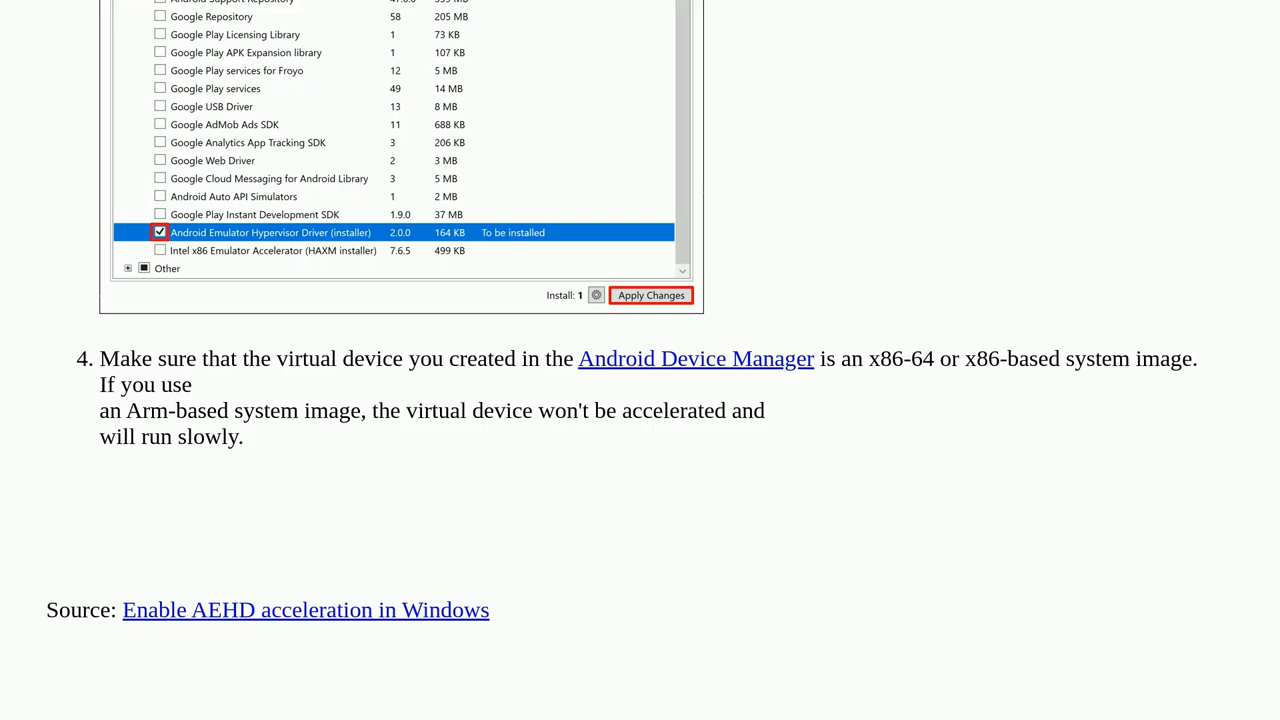 Google Repository 58 205 MB
Google Play Licensing Library 1 73 KB
Google Play APK Expansion library 1 107 KB
Google Play services for Froyo 12 5 MB
Google Play services 49 14 MB
Google USB Driver 13 8 MB
Google AdMob Ads SDK 11 688 KB
Google Analytics App Tracking SDK 3 206 KB
Google Web Driver 2 3 MB
Google Cloud Messaging for Android Library 3 5 MB
Android Auto API Simulators 1 2 MB
Google Play Instant Development SDK 1.9.0 37 MB
Android Emulator Hypervisor Driver (installer) 2.0.0 164 KB To be installed
Intel x86 Emulator Accelerator (HAXM installer) 7.6.5 499 KB
Other
Install: 1 Apply Changes
4. Make sure that the virtual device you created in the Android Device Manager is an x86-64 or x86-based system image.
If you use
an Arm-based system image, the virtual device won't be accelerated and
will run slowly.
Source: Enable AEHD acceleration in Windows